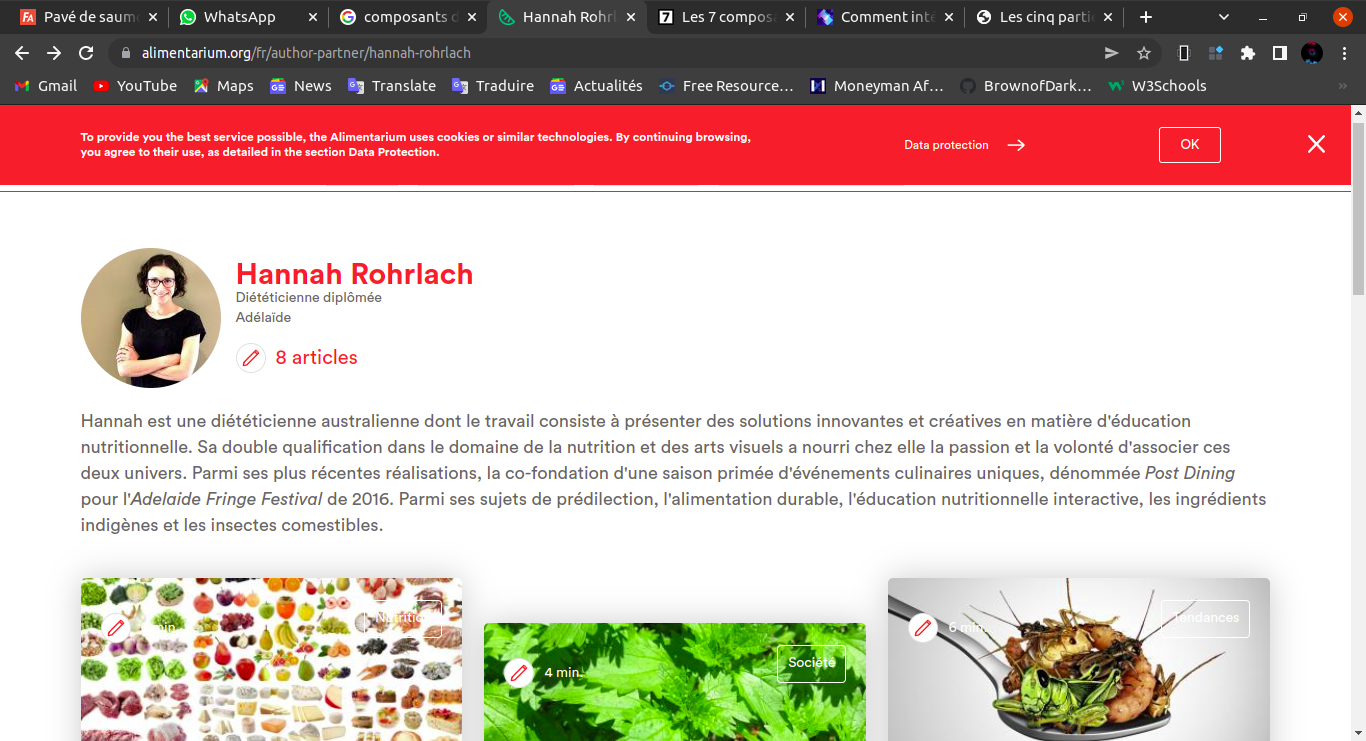 Pavé de saum
WhatsApp
composants d
Hannah Rohrl
Les 7 compos
Comment inté
Les cinq parti
alimentarium.org/fr/author-partner/hannah-rohrlach
Gmail
YouTube
Maps
News
Translate
Traduire
Actualités
Free Resource...
Moneyman Af...
BrownofDark...
W3Schools
To provide you the best service possible, the Alimentarium uses cookies or similar technologies. By continuing browsing,
you agree to their use, as detailed in the section Data Protection.
Data protection
OK
Hannah Rohrlach
Diététicienne diplômée
Adélaïde
8 articles
Hannah est une diététicienne australienne dont le travail consiste à présenter des solutions innovantes et créatives en matière d'éducation
nutritionnelle. Sa double qualification dans le domaine de la nutrition et des arts visuels a nourri chez elle la passion et la volonté d'associer ces
deux univers. Parmi ses plus récentes réalisations, la co-fondation d'une saison primée d'événements culinaires uniques, dénommée Post Dining
pour l'Adelaide Fringe Festival de 2016. Parmi ses sujets de prédilection, l'alimentation durable, l'éducation nutritionnelle interactive, les ingrédients
indigènes et les insectes comestibles.
min.
Nutrition
4 min.
Société
6 min.
Tendances